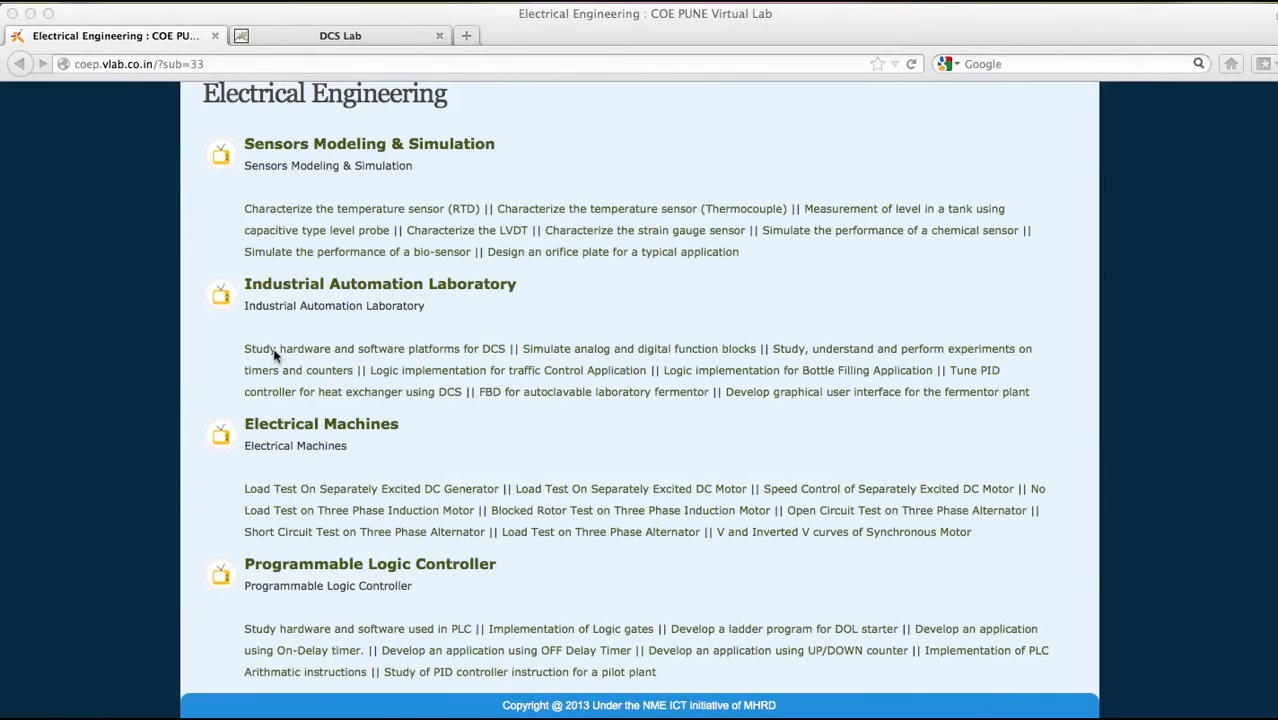 Electrical Engineering : COE PUNE Virtual Lab
Electrical Engineering : COE PU...
DCS Lab
coep.vlab.co.in/?sub=33
Google
Electrical Engineering
Sensors Modeling & Simulation
Sensors Modeling & Simulation
Characterize the temperature sensor (RTD) || Characterize the temperature sensor (Thermocouple) || Measurement of level in a tank using
capacitive type level probe || Characterize the LVDT || Characterize the strain gauge sensor || Simulate the performance of a chemical sensor ||
Simulate the performance of a bio-sensor || Design an orifice plate for a typical application
Industrial Automation Laboratory
Industrial Automation Laboratory
Study hardware and software platforms for DCS || Simulate analog and digital function blocks || Study, understand and perform experiments on
timers and counters || Logic implementation for traffic Control Application || Logic implementation for Bottle Filling Application || Tune PID
controller for heat exchanger using DCS || FBD for autoclavable laboratory fermentor || Develop graphical user interface for the fermentor plant
Electrical Machines
Electrical Machines
Load Test On Separately Excited DC Generator || Load Test On Separately Excited DC Motor || Speed Control of Separately Excited DC Motor || No
Load Test on Three Phase Induction Motor || Blocked Rotor Test on Three Phase Induction Motor || Open Circuit Test on Three Phase Alternator ||
Short Circuit Test on Three Phase Alternator || Load Test on Three Phase Alternator || V and Inverted V curves of Synchronous Motor
Programmable Logic Controller
Programmable Logic Controller
Study hardware and software used in PLC || Implementation of Logic gates || Develop a ladder program for DOL starter || Develop an application
using On-Delay timer. || Develop an application using OFF Delay Timer || Develop an application using UP/DOWN counter || Implementation of PLC
Arithmatic instructions || Study of PID controller instruction for a pilot plant
Copyright @ 2013 Under the NME ICT initiative of MHRD